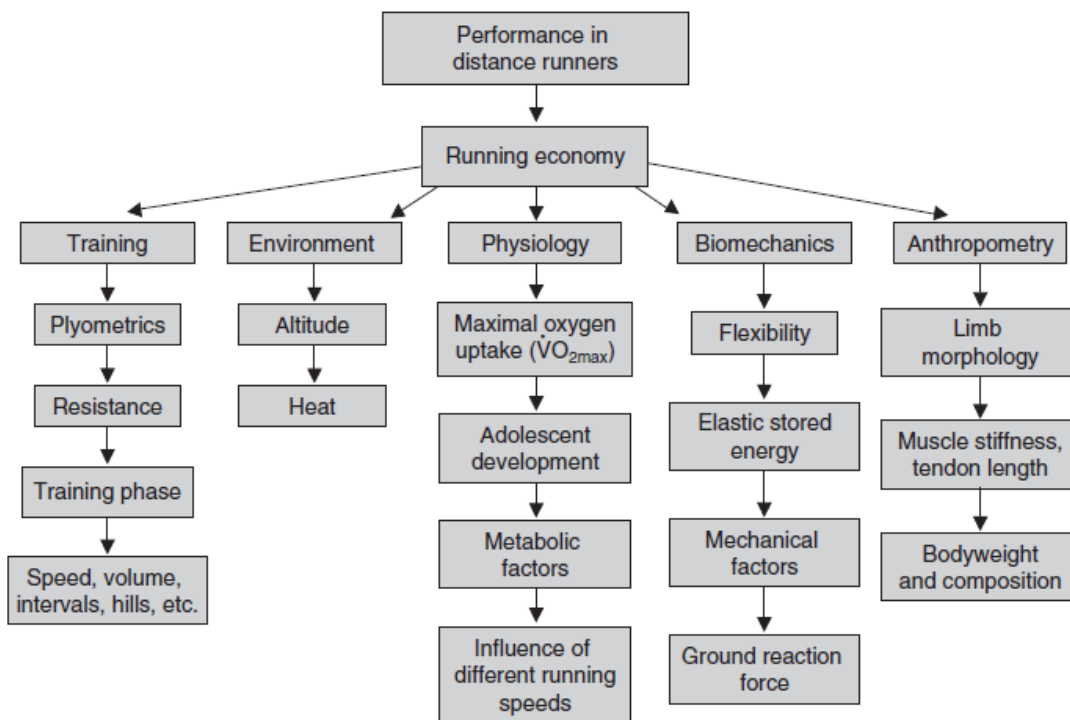 Performance in
distance runners
Running economy
Training
Environment
Physiology
Biomechanics
Anthropometry
Plyometrics
Resistance
Training phase
Speed, volume,
intervals, hills, etc.
Altitude
Heat
Maximal oxygen
uptake (V̇O₂max)
Adolescent
development
Metabolic
factors
Influence of
different running
speeds
Flexibility
Elastic stored
energy
Mechanical
factors
Ground reaction
force
Limb
morphology
Muscle stiffness,
tendon length
Bodyweight
and composition